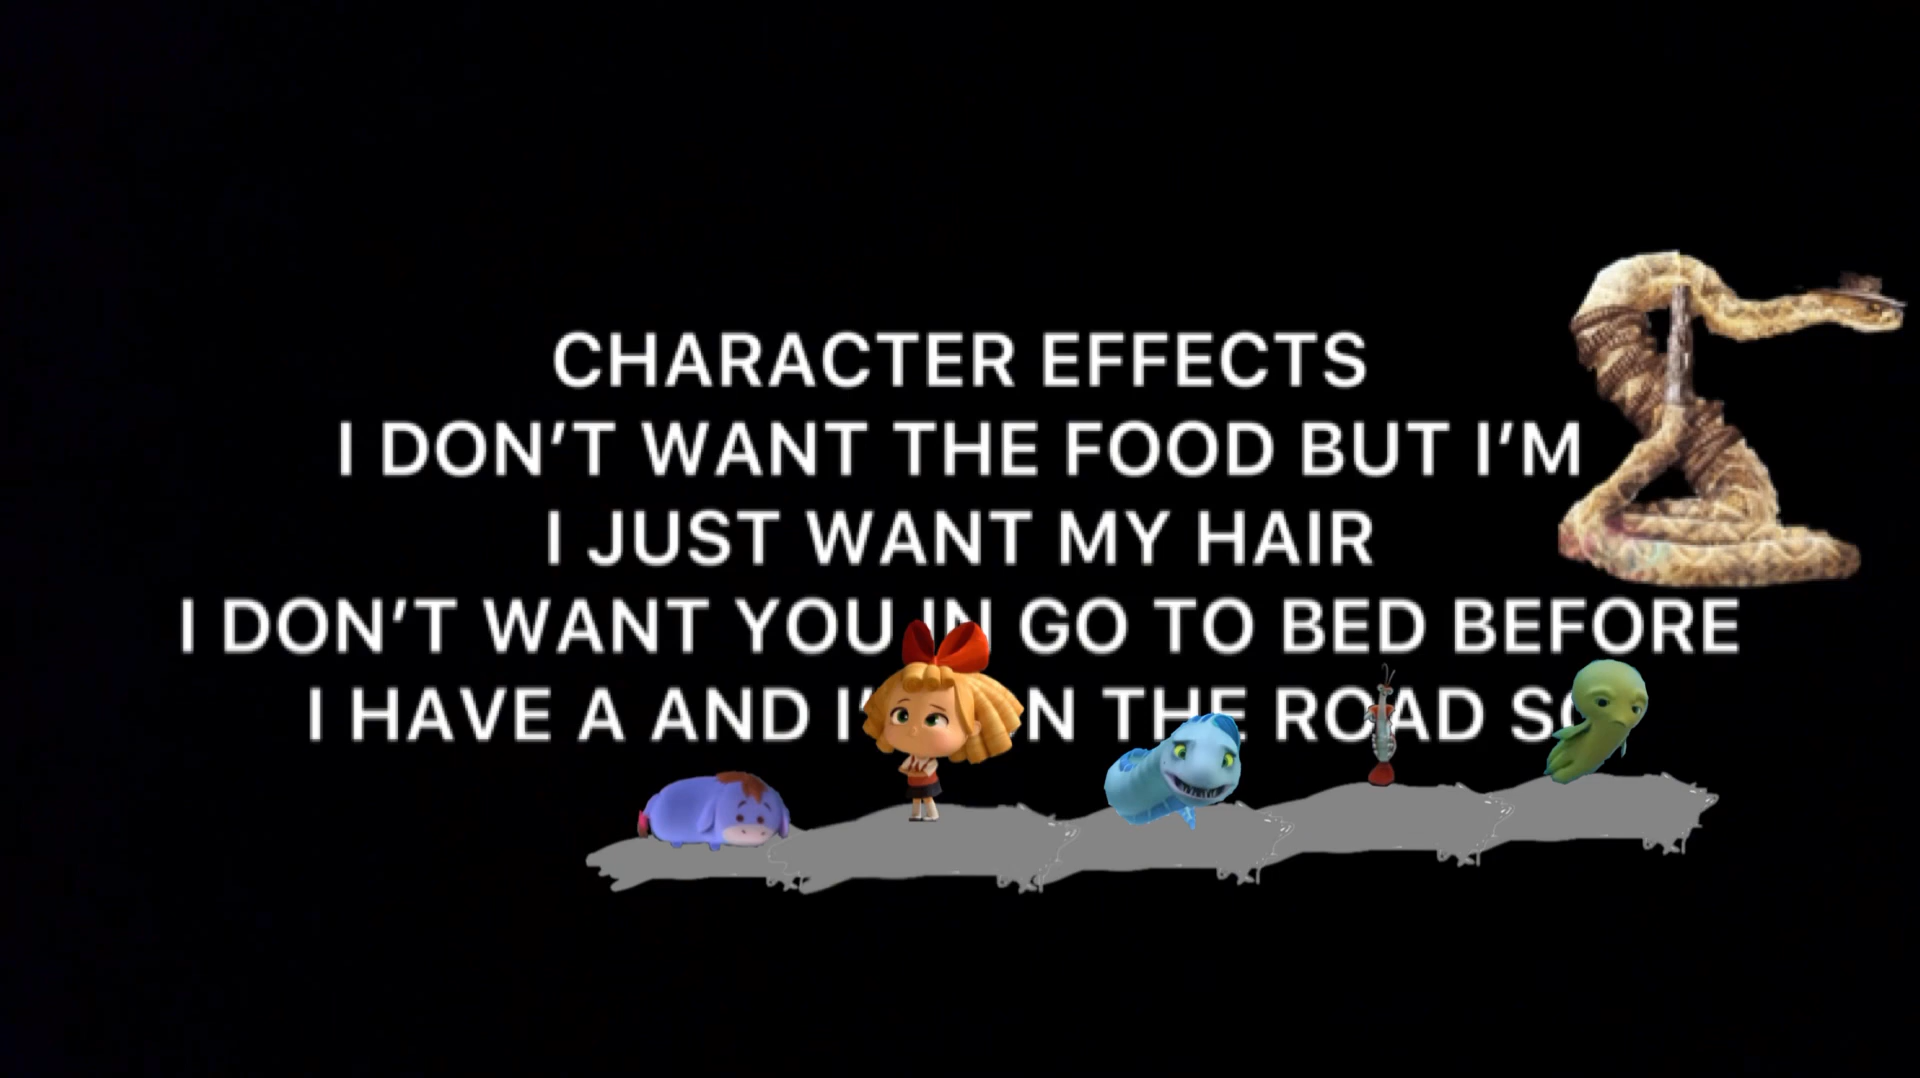 CHARACTER EFFECTS
I DON’T WANT THE FOOD BUT I’M
I JUST WANT MY HAIR
I DON’T WANT YOU IN GO TO BED BEFORE
I HAVE A AND THE ROAD